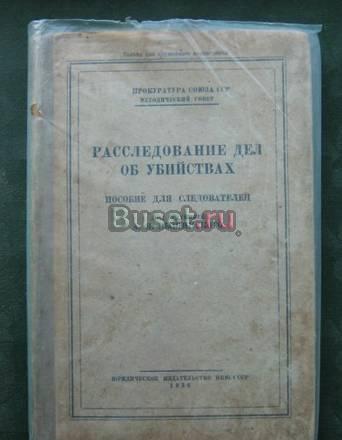 ПРОКУРАТУРА СОЮЗА ССР
МЕТОДИЧЕСКИЙ СОВЕТ
РАССЛЕДОВАНИЕ ДЕЛ
ОБ УБИЙСТВАХ
ПОСОБИЕ ДЛЯ СЛЕДОВАТЕЛЕЙ
Buset.ru
ЮРИДИЧЕСКОЕ ИЗДАТЕЛЬСТВО НКЮ СССР